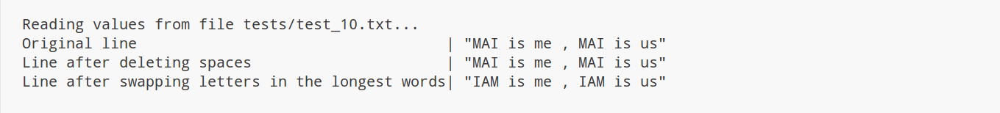 Reading values from file tests/test_10.txt...
Original line                                   | "MAI is me , MAI is us"
Line after deleting spaces                      | "MAI is me , MAI is us"
Line after swapping letters in the longest words| "IAM is me , IAM is us"